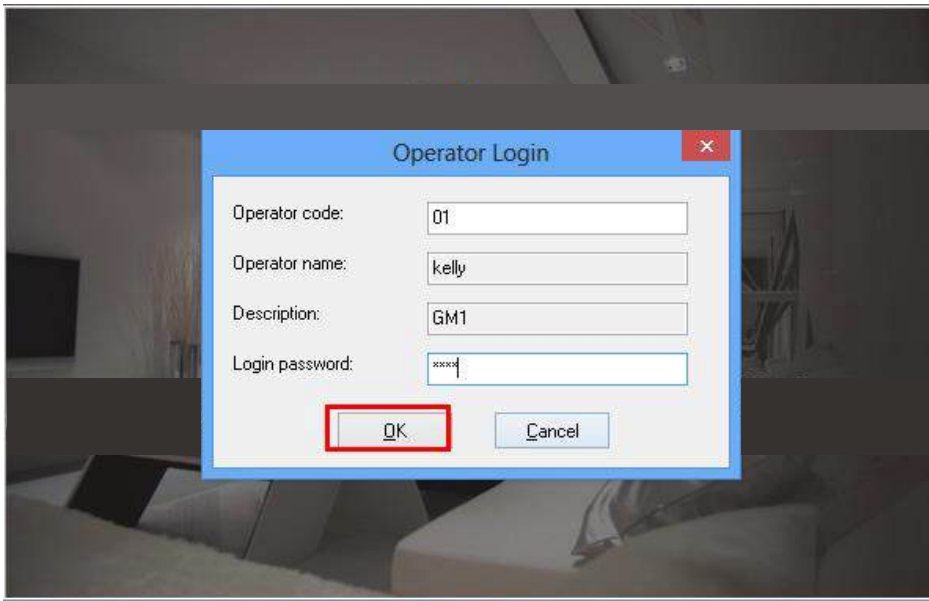 Operator Login
Operator code: 01
Operator name: kelly
Description: GM1
Login password: ****
OK Cancel